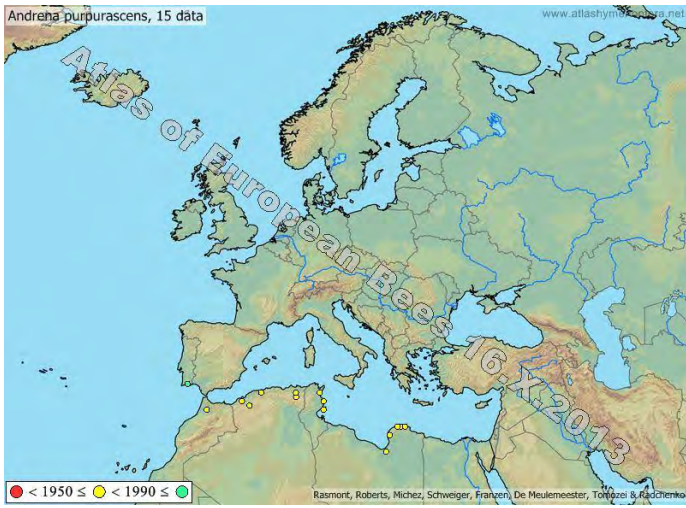 Andrena purpurascens, 15 data
www.atlashymenoptera.net
Atlas of European Bees 16.X.2013
< 1950 ≤ < 1990 ≤
Rasmont, Roberts, Michez, Schweiger, Franzen, De Meulemeester, Tomozei & Radchenko